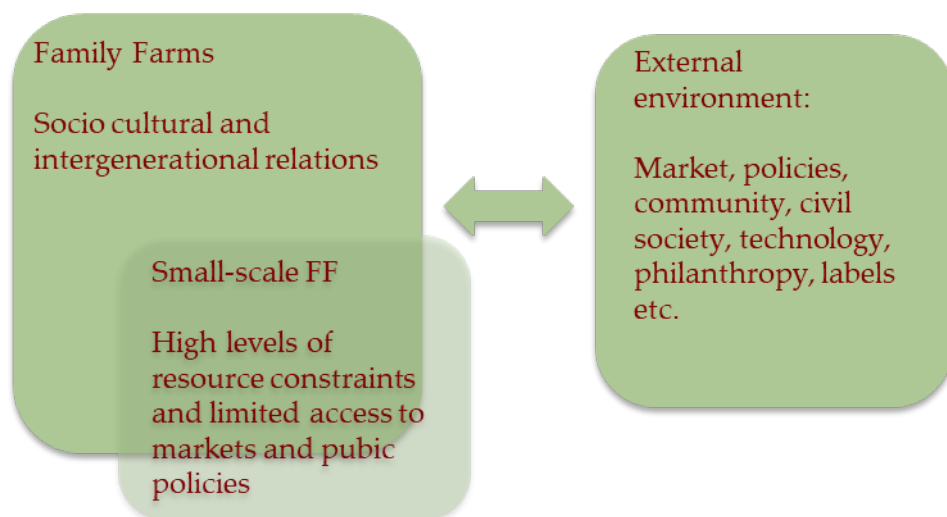 Family Farms
Socio cultural and
intergenerational relations
Small-scale FF
High levels of
resource constraints
and limited access to
markets and pubic
policies
External
environment:
Market, policies,
community, civil
society, technology,
philanthropy, labels
etc.